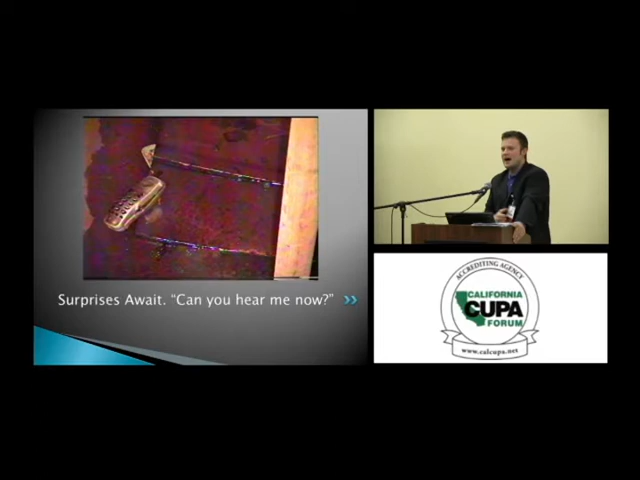 Surprises Await. “Can you hear me now?”
ACCREDITING AGENCY
CALIFORNIA
CUPA
FORUM
www.calcupa.net